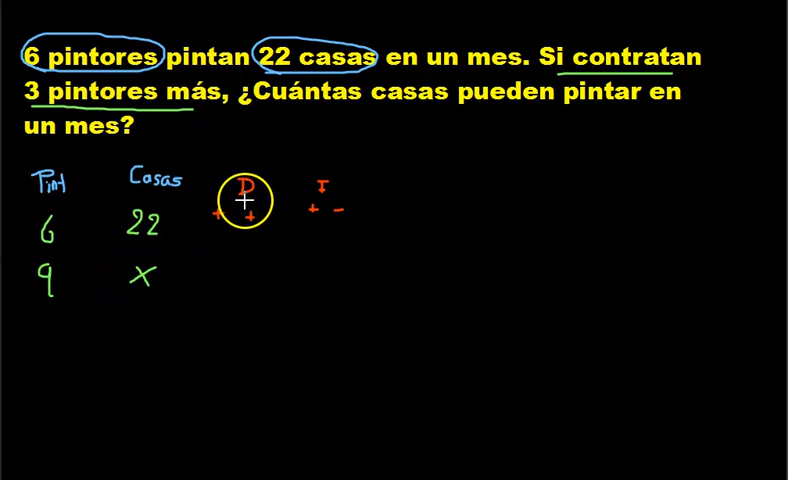 6 pintores pintan 22 casas en un mes. Si contratan
3 pintores más, ¿Cuántas casas pueden pintar en
un mes?
Pint Casas D I
+ + + -
6 22
9 x